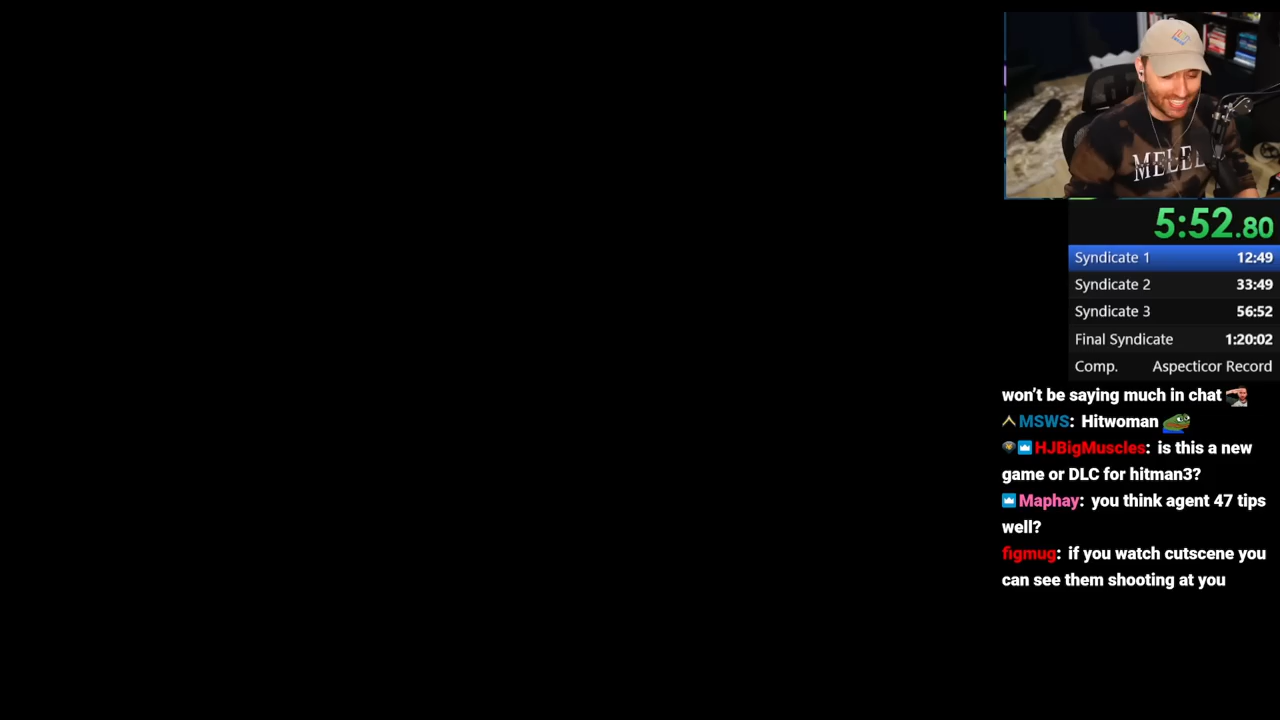 MELEE
5:52.80
Syndicate 1 12:49
Syndicate 2 33:49
Syndicate 3 56:52
Final Syndicate 1:20:02
Comp. Aspecticor Record
won’t be saying much in chat
MSWS: Hitwoman
HJBigMuscles: is this a new
game or DLC for hitman3?
Maphay: you think agent 47 tips
well?
figmug: if you watch cutscene you
can see them shooting at you